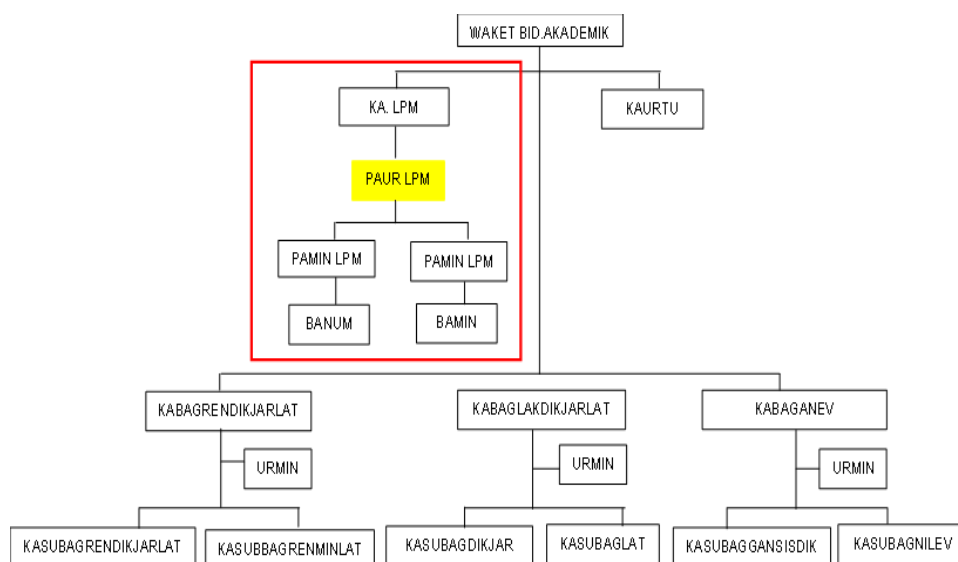 WAKET BID.AKADEMIK
KA. LPM
KAURTU
PAUR LPM
PAMIN LPM
PAMIN LPM
BANUM
BAMIN
KABAGRENDIKJARLAT
KABAGLAKDIKJARLAT
KABAGANEV
URMIN
URMIN
URMIN
KASUBAGRENDIKJARLAT
KASUBBAGRENMINLAT
KASUBAGDIKJAR
KASUBAGLAT
KASUBAGGANSISDIK
KASUBAGNILEV